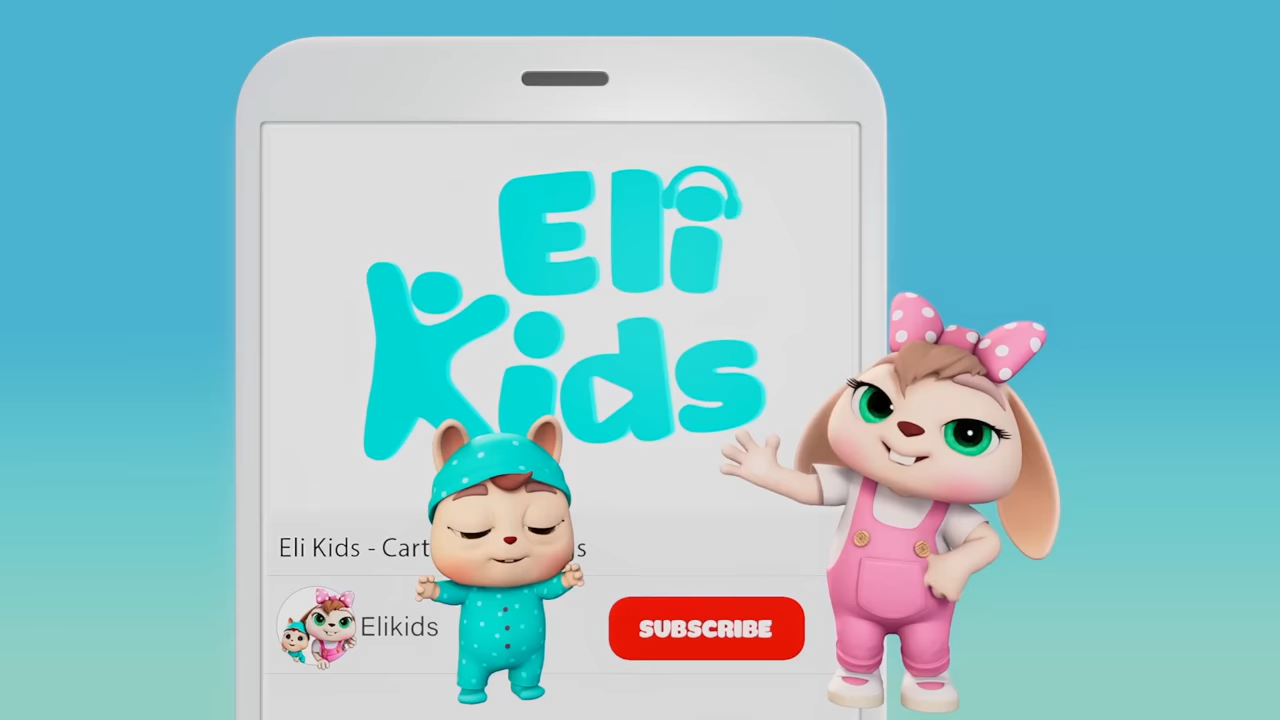 Eli
Kids
Eli Kids - Cart s
Elikids
SUBSCRIBE